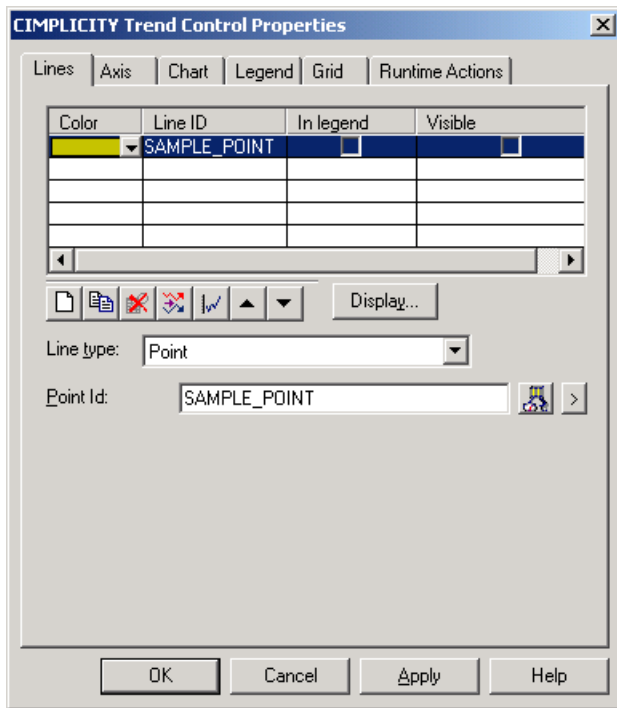 CIMPLICITY Trend Control Properties
Lines Axis Chart Legend Grid Runtime Actions
Color Line ID In legend Visible
SAMPLE_POINT
Display...
Line type: Point
Point Id: SAMPLE_POINT >
OK Cancel Apply Help